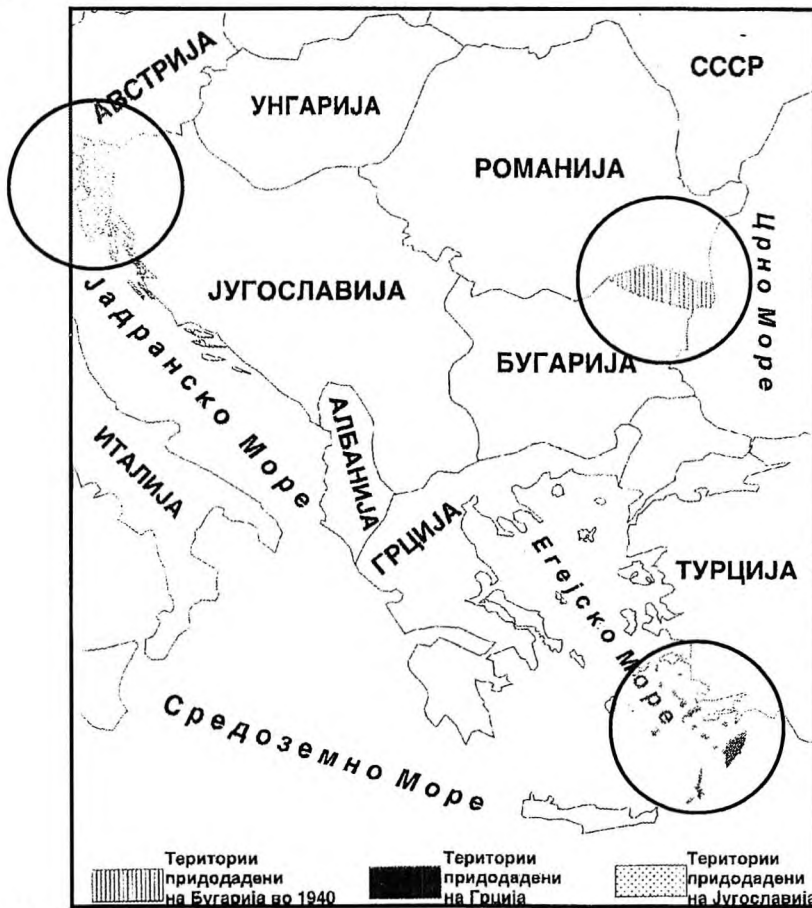 АВСТРИЈА
УНГАРИЈА
СССР
РОМАНИЈА
Црно Море
ЈУГОСЛАВИЈА
Јадранско Море
БУГАРИЈА
ИТАЛИЈА
АЛБАНИЈА
ГРЦИЈА
Егејско Море
ТУРЦИЈА
Средоземно Море
Територии
придодадени
на Бугарија во 1940
Територии
придодадени
на Грција
Територии
придодадени
на Југославија